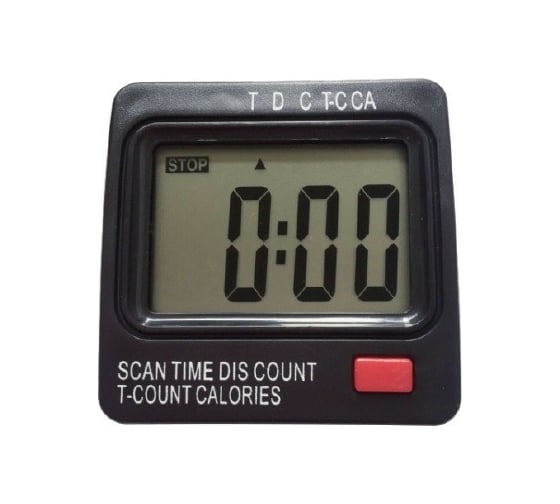 T D C T-C CA
STOP
0:00
SCAN TIME DIS COUNT
T-COUNT CALORIES